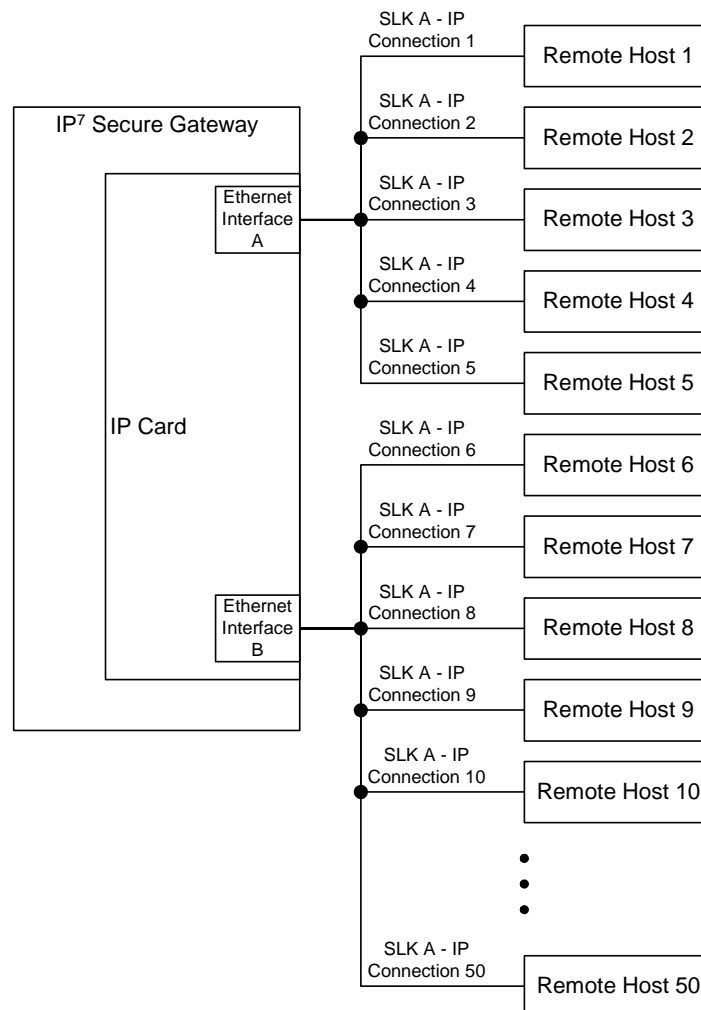 SLK A - IP
Connection 1
Remote Host 1
IP7 Secure Gateway
SLK A - IP
Connection 2
Remote Host 2
Ethernet
Interface
A
SLK A - IP
Connection 3
Remote Host 3
SLK A - IP
Connection 4
Remote Host 4
SLK A - IP
Connection 5
Remote Host 5
IP Card
SLK A - IP
Connection 6
Remote Host 6
SLK A - IP
Connection 7
Remote Host 7
Ethernet
Interface
B
SLK A - IP
Connection 8
Remote Host 8
SLK A - IP
Connection 9
Remote Host 9
SLK A - IP
Connection 10
Remote Host 10
SLK A - IP
Connection 50
Remote Host 50